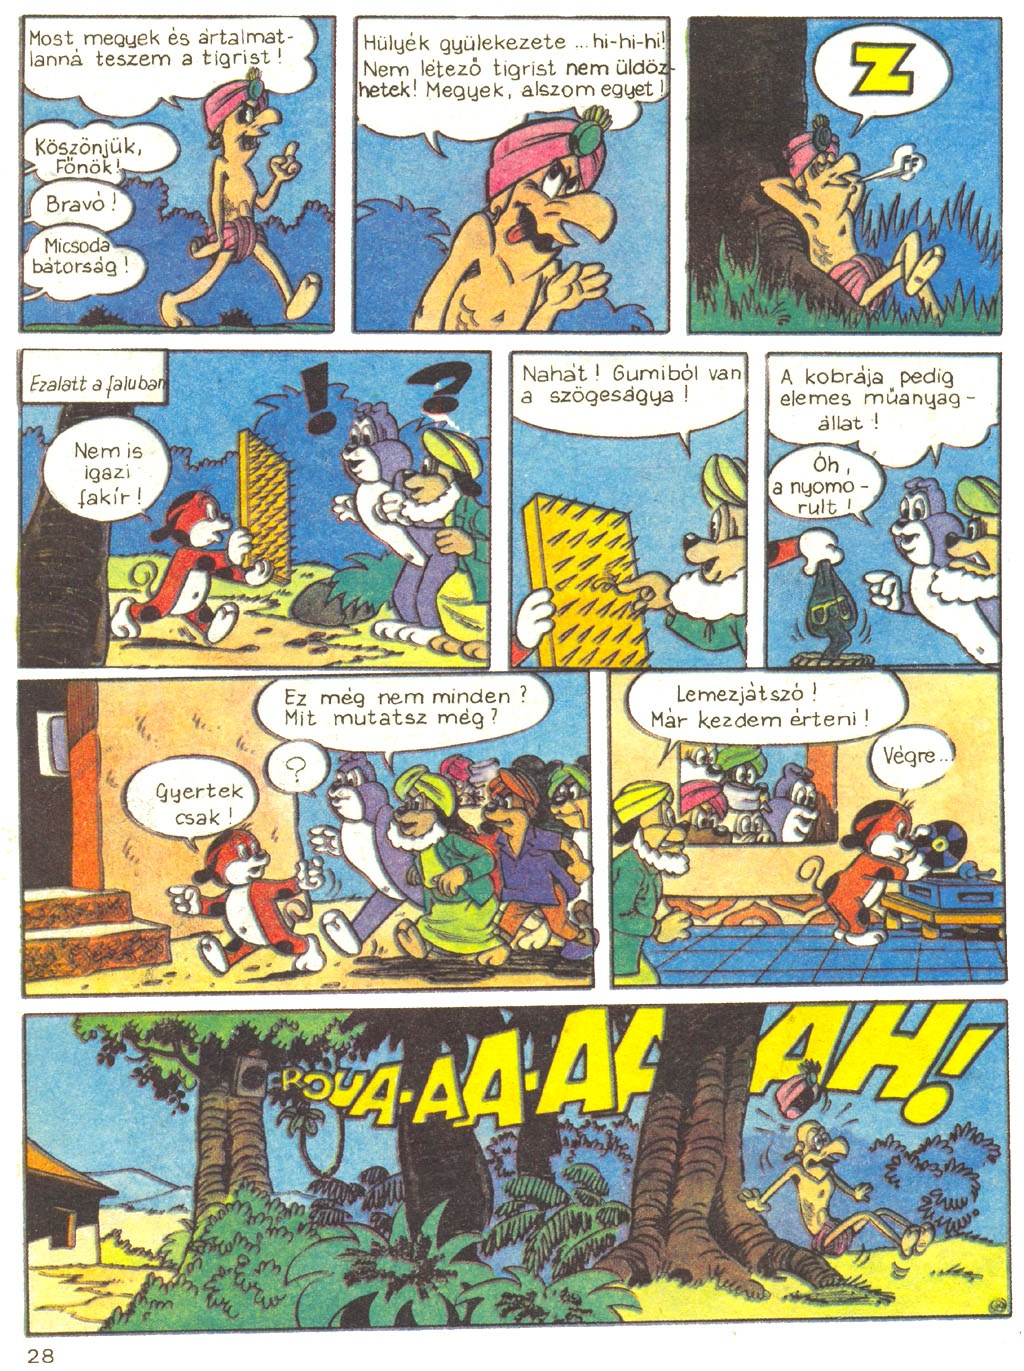 Most megyek és ártalmat-
lanná teszem a tigrist !
Köszönjük,
Főnök!
Bravó !
Micsoda
bátorság !
Hülyék gyülekezete ... hi-hi-hi!
Nem létező tigrist nem üldöz-
hetek! Megyek, alszom egyet !
Z
Ezalatt a faluban
Nem is
igazi
fakír !
! ?
Nahát ! Gumiból van
a szögeságya !
A kobrája pedig
elemes műanyag -
állat !
Óh,
a nyomo -
rult !
Gyertek
csak !
?
Ez még nem minden ?
Mit mutatsz még ?
Lemezjátszó !
Már kezdem érteni !
Végre...
ROUA-AA-AA AH!
28